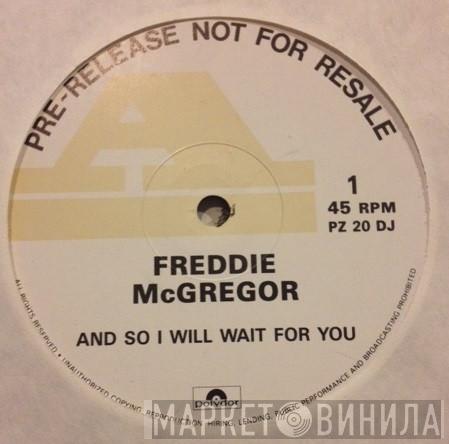 PRE-RELEASE NOT FOR RESALE
A
1
45 RPM
PZ 20 DJ
FREDDIE
McGREGOR
AND SO I WILL WAIT FOR YOU
ALL RIGHTS RESERVED • UNAUTHORIZED COPYING, REPRODUCTION, HIRING, LENDING, PUBLIC PERFORMANCE AND BROADCASTING PROHIBITED
Polydor
МАРКЕТ ВИНИЛА